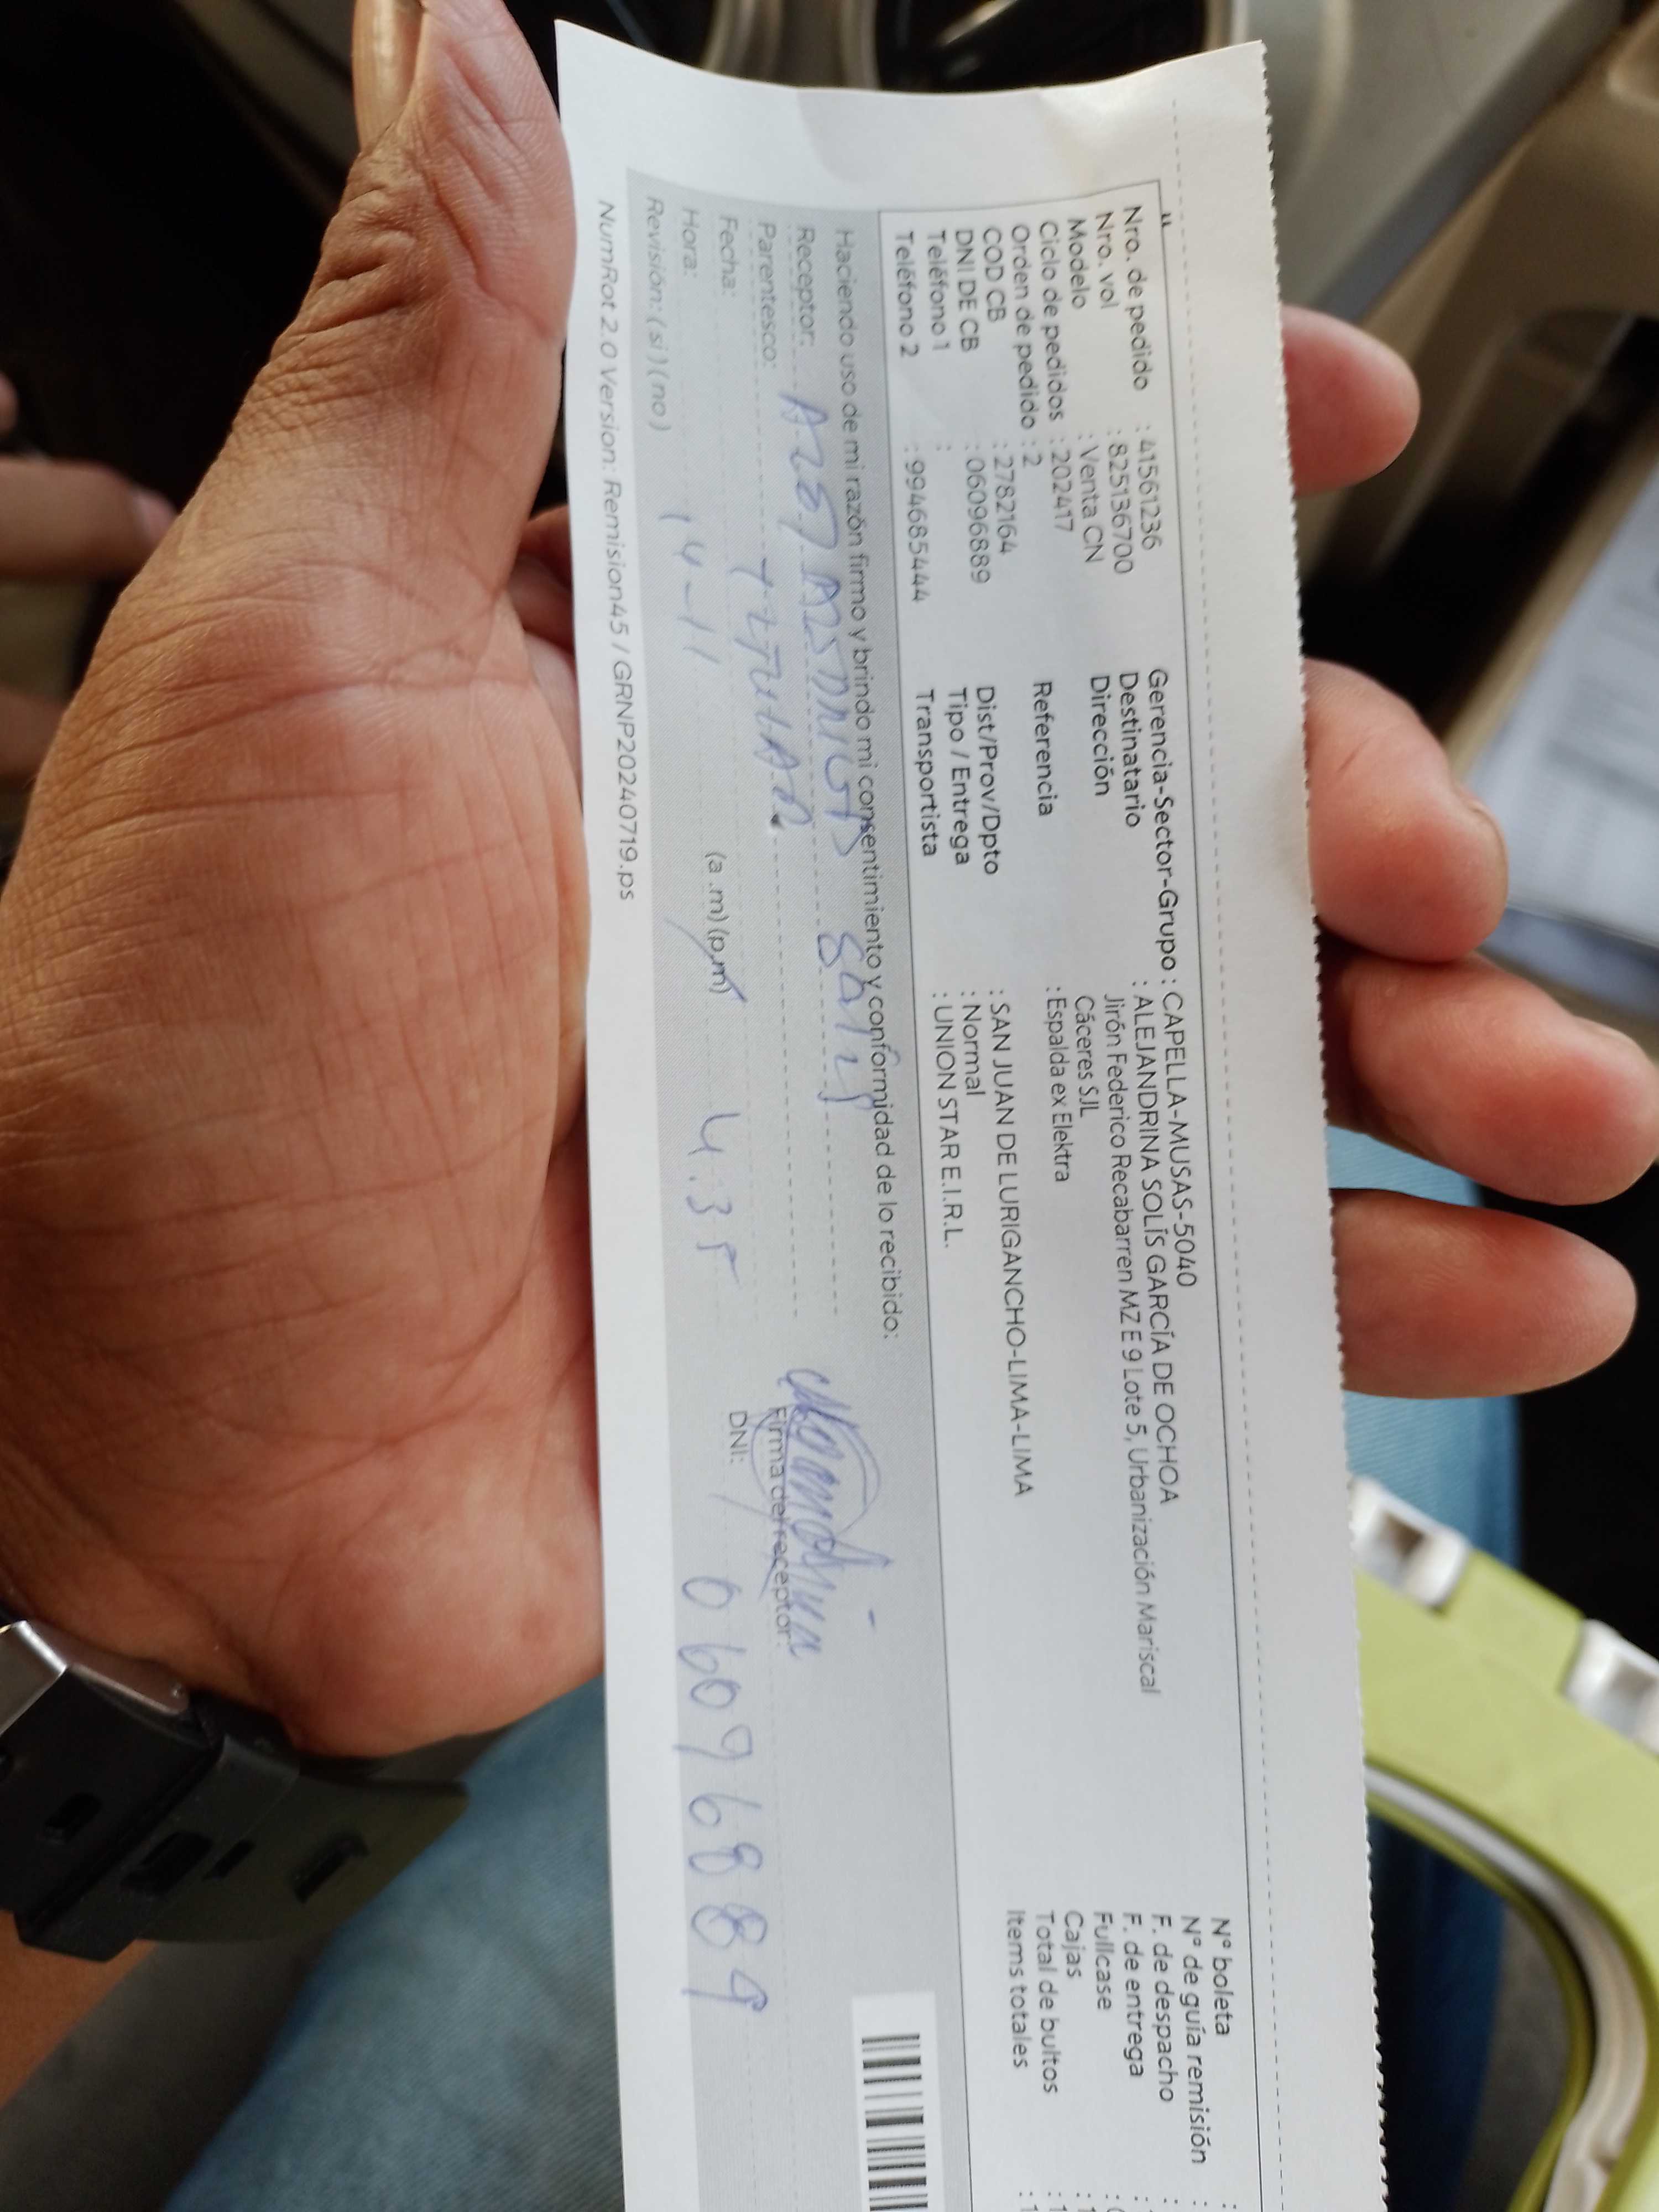 Nro. de pedido : 41561236
Nro. vol : 825136700
Modelo : Venta CN
Ciclo de pedidos : 202417
Orden de pedido : 2
COD CB : 2782164
DNI DE CB : 06096889
Teléfono 1 :
Teléfono 2 : 994685444
Gerencia-Sector-Grupo : CAPELLA-MUSAS-5040
Destinatario : ALEJANDRINA SOLÍS GARCÍA DE OCHOA
Dirección Jirón Federico Recabarren MZ E 9 Lote 5, Urbanización Mariscal
Cáceres SJL
Referencia : Espalda ex Elektra
Dist/Prov/Dpto : SAN JUAN DE LURIGANCHO-LIMA-LIMA
Tipo / Entrega : Normal
Transportista : UNION STAR E.I.R.L.
Nº boleta :
Nº de guía remisión :
F. de despacho :
F. de entrega :
Fullcase
Cajas : 1
Total de bultos : 1
Items totales : 1
Haciendo uso de mi razón firmo y brindo mi consentimiento y conformidad de lo recibido:
Receptor:
Parentesco:
Fecha: 14-11
Hora: (a.m) (p.m) 4:35
Revisión: (si) (no)
Firma del receptor:
DNI: 06096889
NumRot 2.0 Version: Remision45 / GRNP20240719.ps